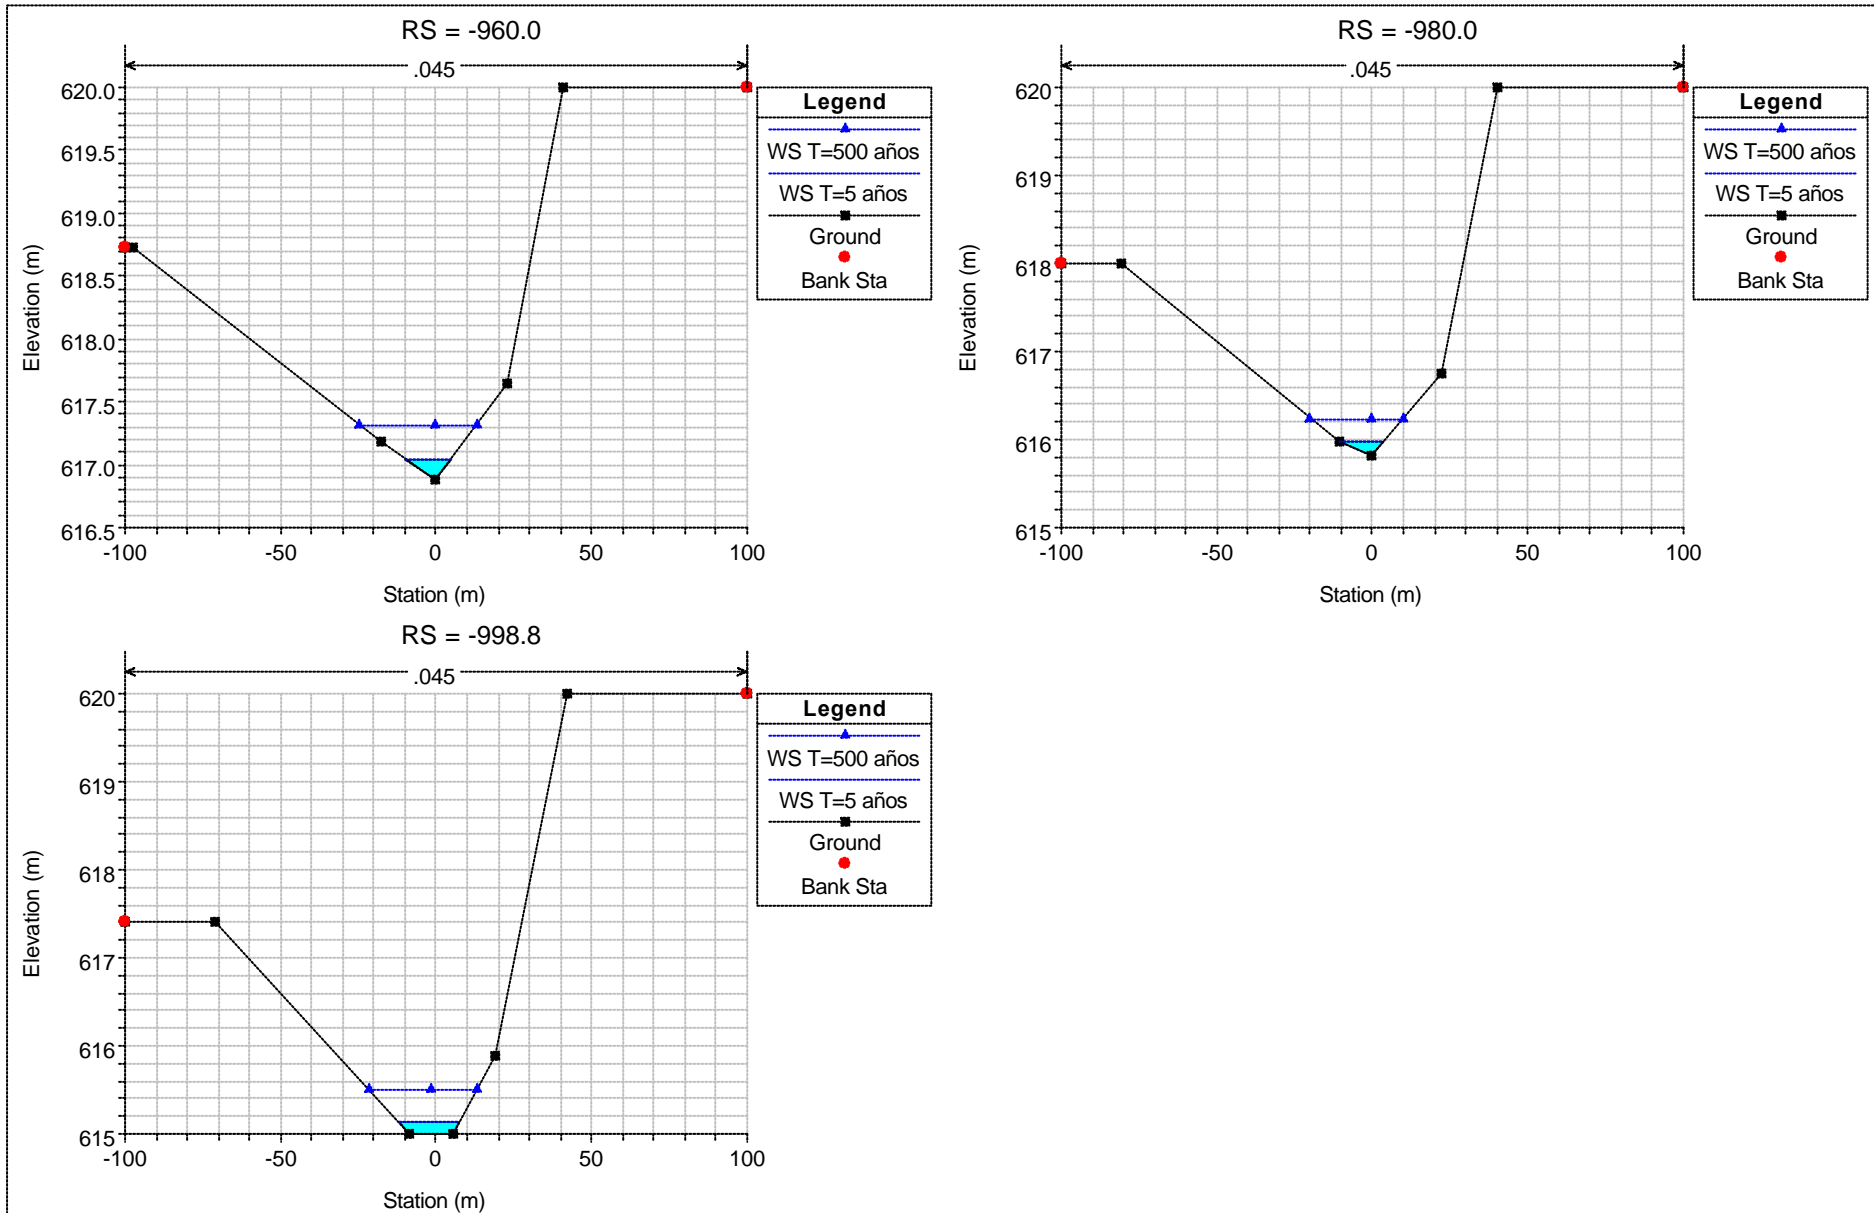 RS = -960.0
.045
620.0
619.5
619.0
618.5
618.0
617.5
617.0
616.5
Elevation (m)
-100
-50
0
50
100
Station (m)
Legend
WS T=500 años
WS T=5 años
Ground
Bank Sta
RS = -980.0
.045
620
619
618
617
616
615
Elevation (m)
-100
-50
0
50
100
Station (m)
Legend
WS T=500 años
WS T=5 años
Ground
Bank Sta
RS = -998.8
.045
620
619
618
617
616
615
Elevation (m)
-100
-50
0
50
100
Station (m)
Legend
WS T=500 años
WS T=5 años
Ground
Bank Sta